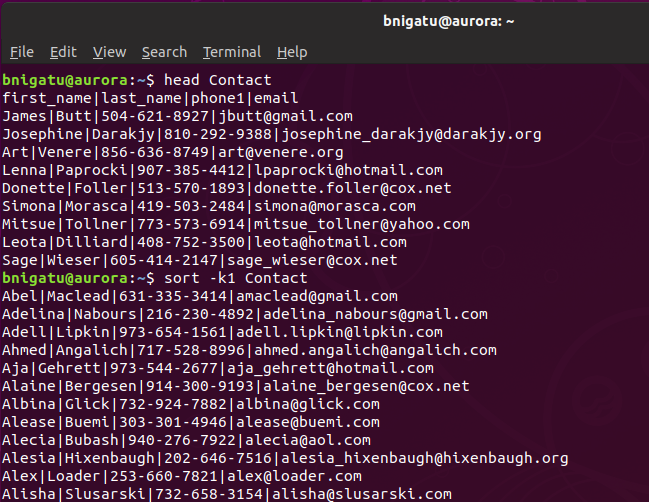 bnigatu@aurora: ~
File Edit View Search Terminal Help
bnigatu@aurora:~$ head Contact
first_name|last_name|phone1|email
James|Butt|504-621-8927|jbutt@gmail.com
Josephine|Darakjy|810-292-9388|josephine_darakjy@darakjy.org
Art|Venere|856-636-8749|art@venere.org
Lenna|Paprocki|907-385-4412|lpaprocki@hotmail.com
Donette|Foller|513-570-1893|donette.foller@cox.net
Simona|Morasca|419-503-2484|simona@morasca.com
Mitsue|Tollner|773-573-6914|mitsue_tollner@yahoo.com
Leota|Dilliard|408-752-3500|leota@hotmail.com
Sage|Wieser|605-414-2147|sage_wieser@cox.net
bnigatu@aurora:~$ sort -k1 Contact
Abel|Maclead|631-335-3414|amaclead@gmail.com
Adelina|Nabours|216-230-4892|adelina_nabours@gmail.com
Adell|Lipkin|973-654-1561|adell.lipkin@lipkin.com
Ahmed|Angalich|717-528-8996|ahmed.angalich@angalich.com
Aja|Gehrett|973-544-2677|aja_gehrett@hotmail.com
Alaine|Bergesen|914-300-9193|alaine_bergesen@cox.net
Albina|Glick|732-924-7882|albina@glick.com
Alease|Buemi|303-301-4946|alease@buemi.com
Alecia|Bubash|940-276-7922|alecia@aol.com
Alesia|Hixenbaugh|202-646-7516|alesia_hixenbaugh@hixenbaugh.org
Alex|Loader|253-660-7821|alex@loader.com
Alisha|Slusarski|732-658-3154|alisha@slusarski.com